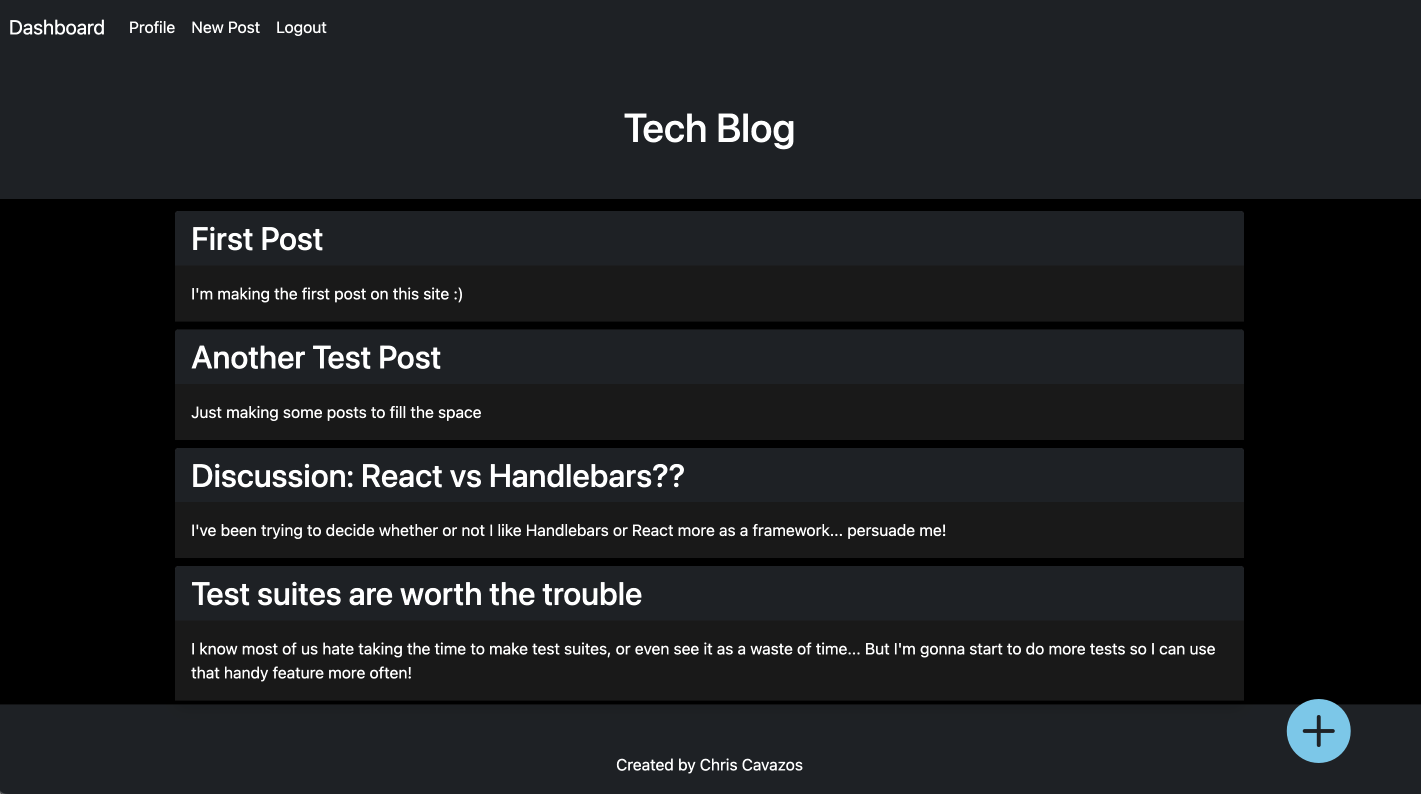 Dashboard Profile New Post Logout
Tech Blog
First Post
I'm making the first post on this site :)
Another Test Post
Just making some posts to fill the space
Discussion: React vs Handlebars??
I've been trying to decide whether or not I like Handlebars or React more as a framework... persuade me!
Test suites are worth the trouble
I know most of us hate taking the time to make test suites, or even see it as a waste of time... But I'm gonna start to do more tests so I can use
that handy feature more often!
Created by Chris Cavazos